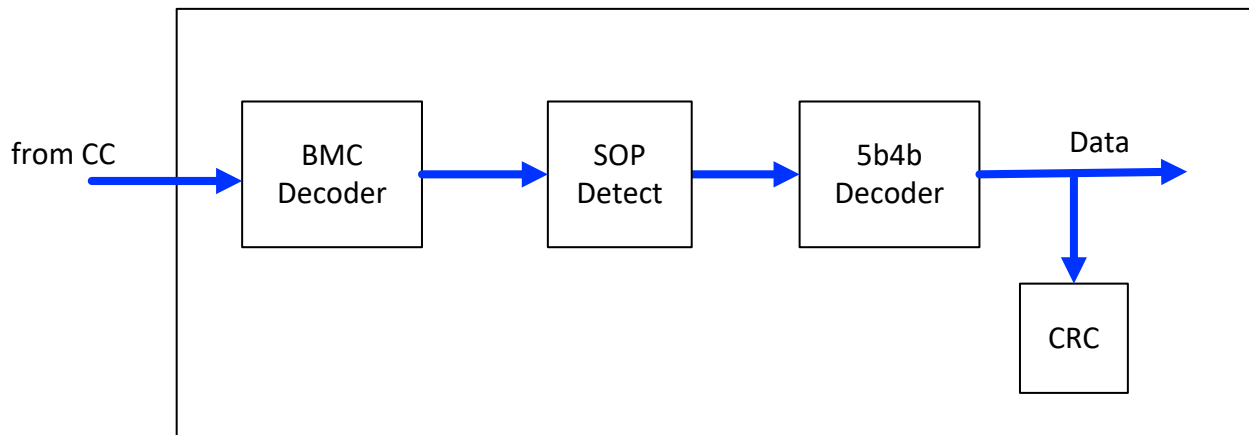 from CC
BMC
Decoder
SOP
Detect
5b4b
Decoder
Data
CRC